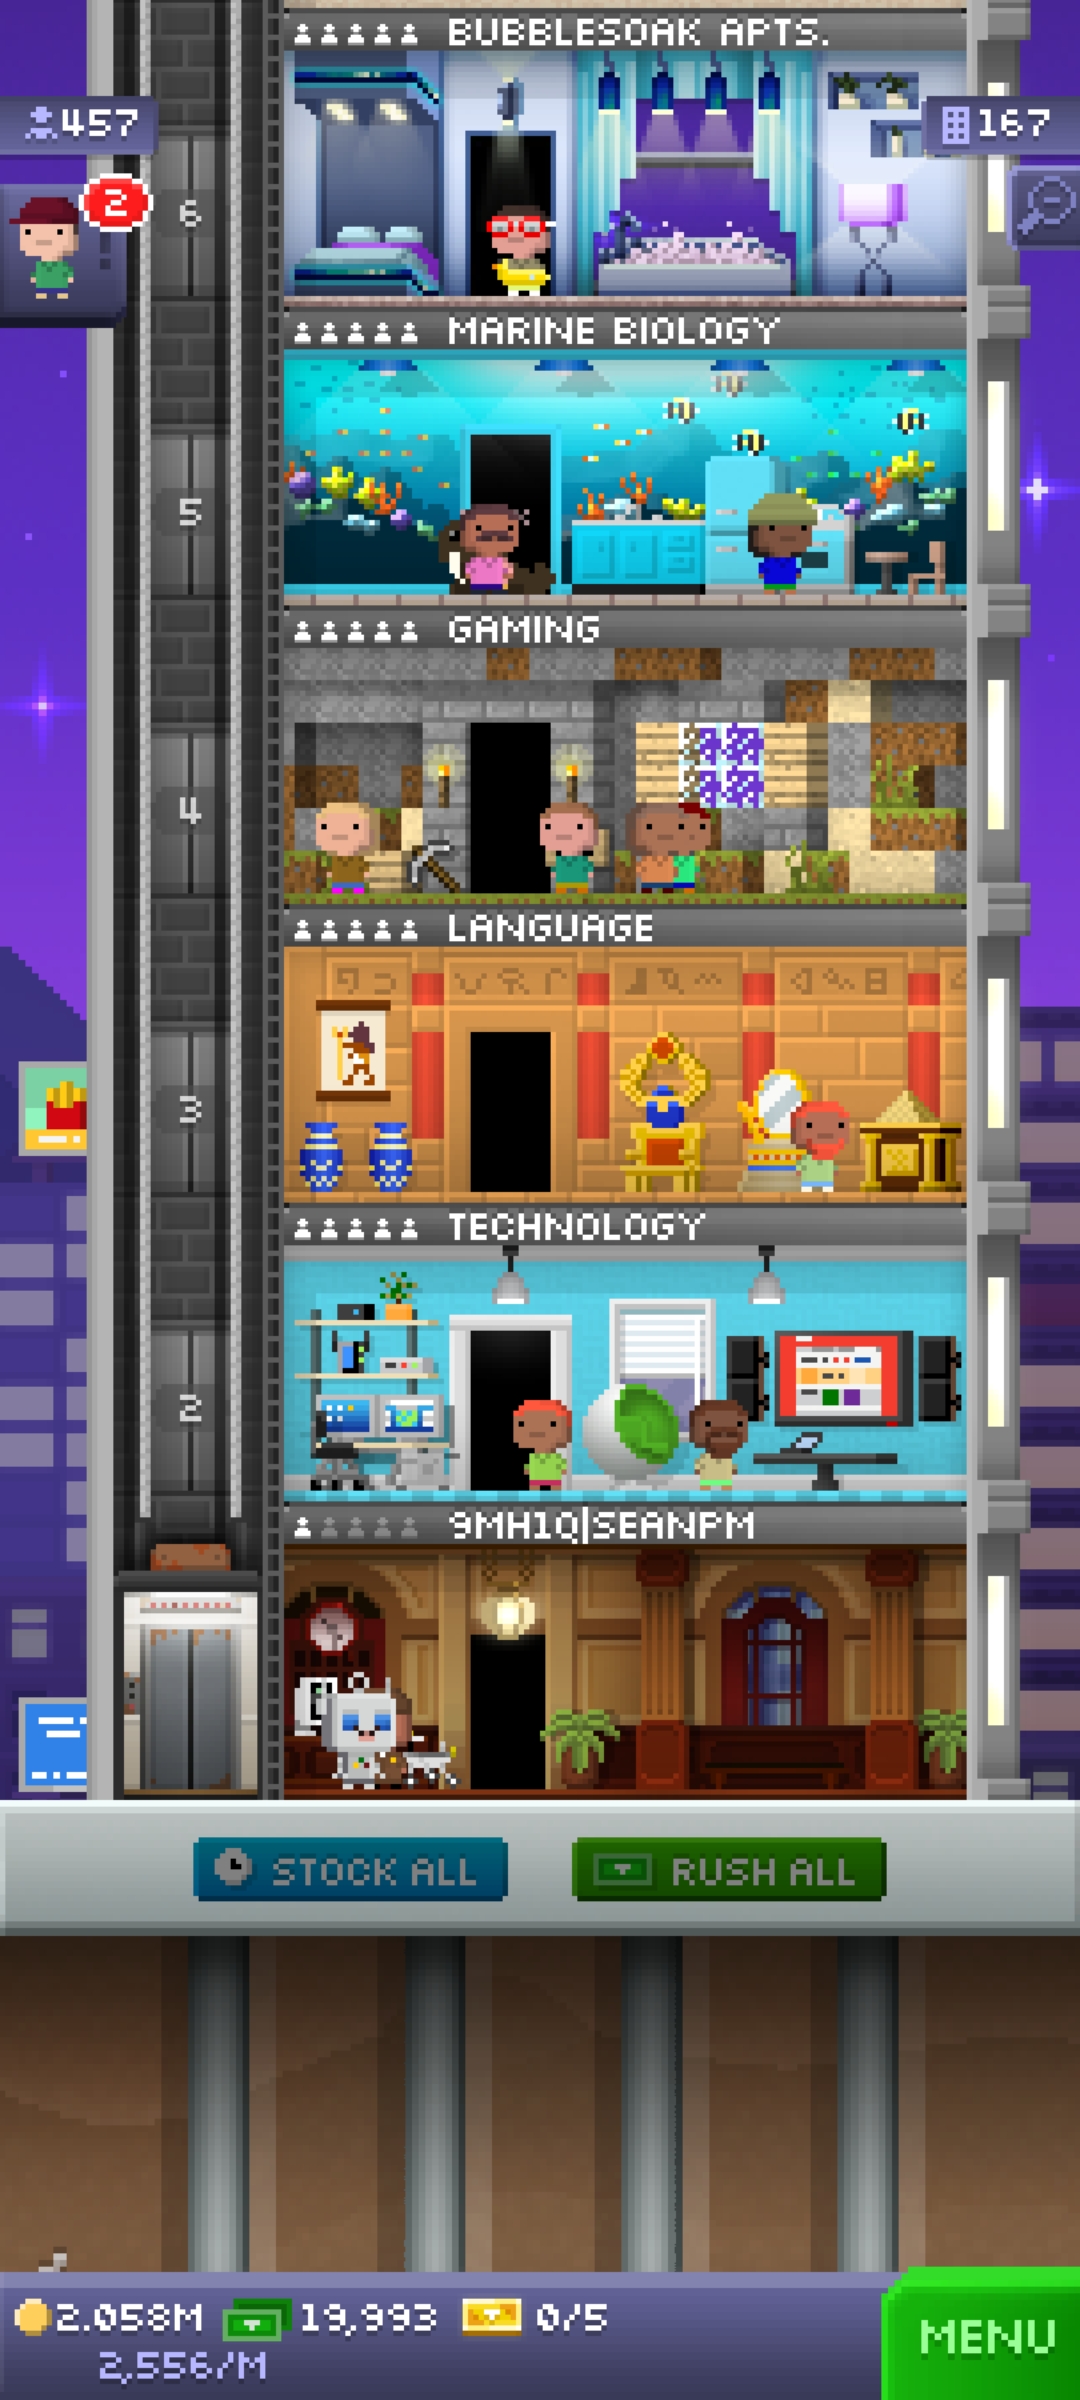 BUBBLESOAK APTS.
457
167
2
6
MARINE BIOLOGY
5
GAMING
4
LANGUAGE
3
TECHNOLOGY
2
9MH1Q|SEANPM
STOCK ALL
RUSH ALL
2.058M
19,993
0/5
2,556/M
MENU